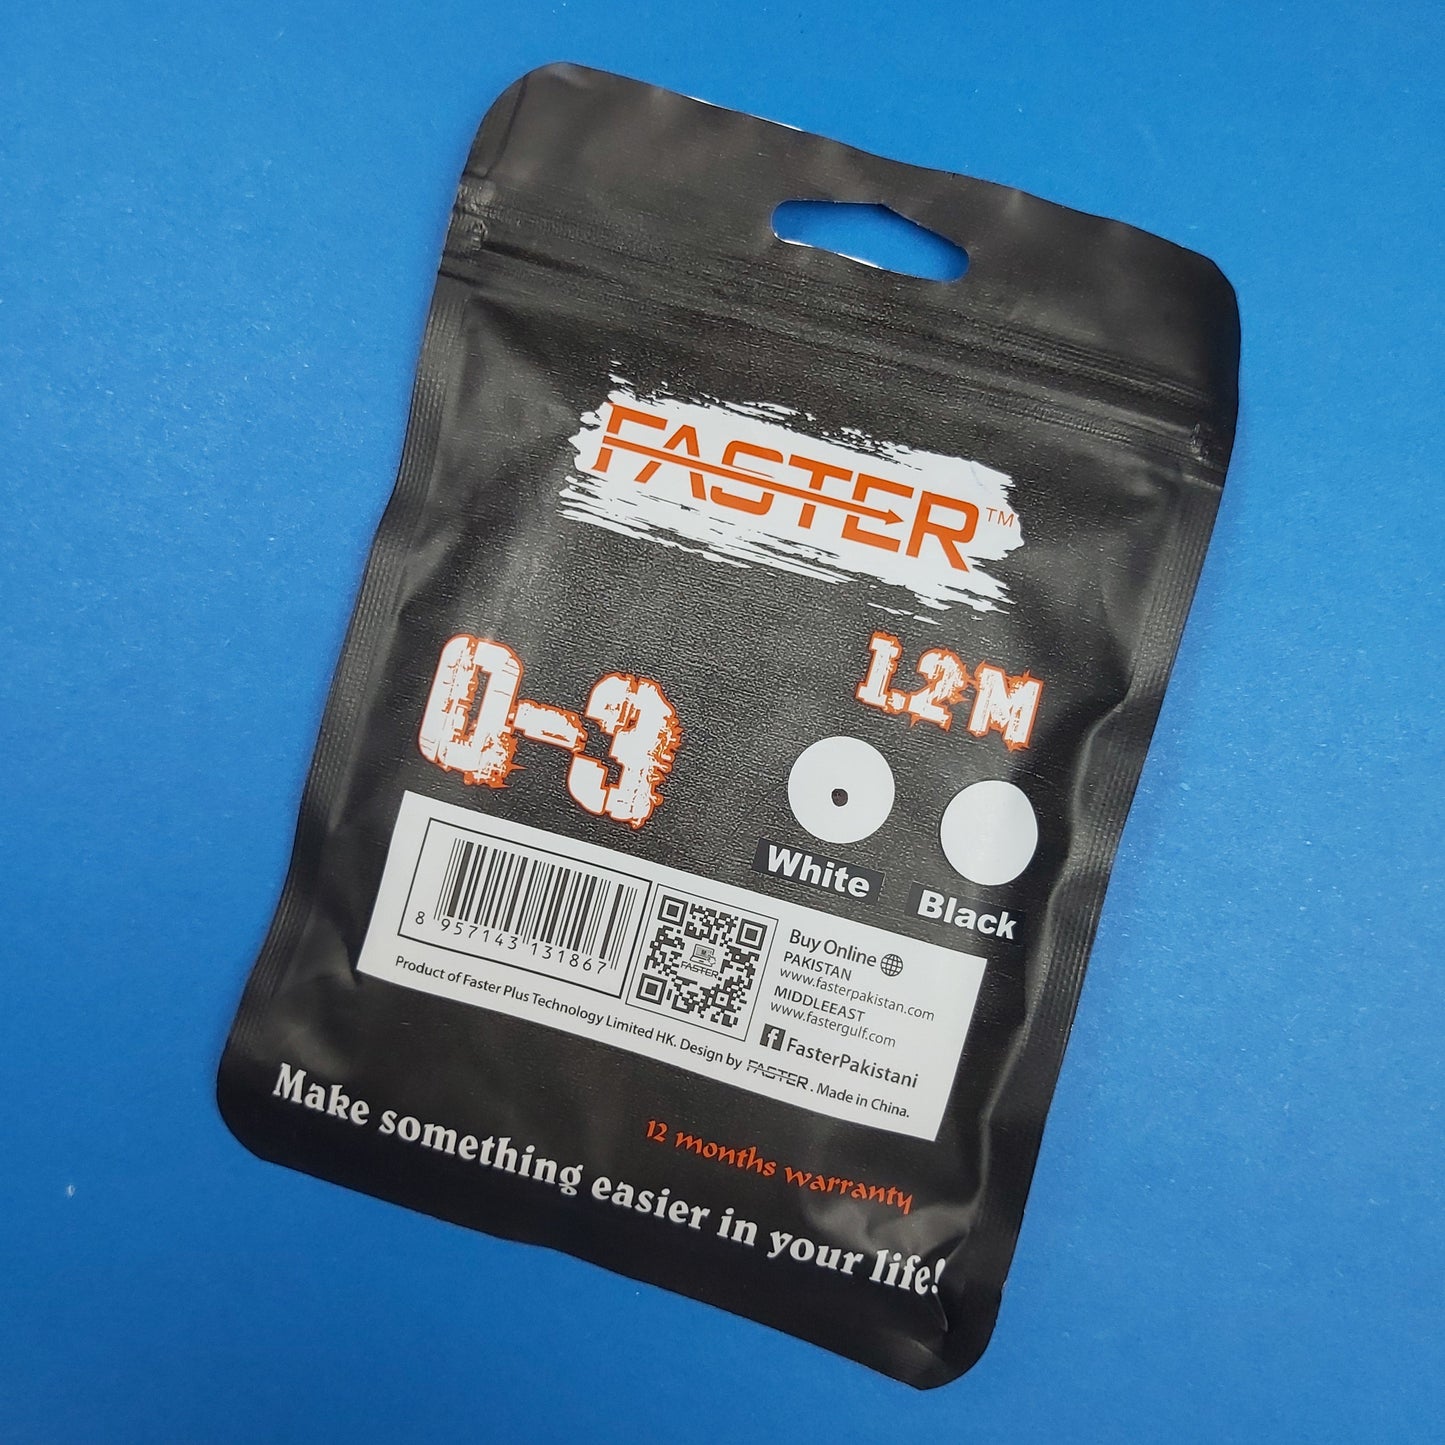 FASTER™
0-3
1.2M
White
Black
8 957143 131867
FASTER
Buy Online
PAKISTAN
www.fasterpakistan.com
MIDDLEEAST
www.fastergulf.com
FasterPakistani
Product of Faster Plus Technology Limited HK. Design by FASTER. Made in China.
12 months warranty
Make something easier in your life!